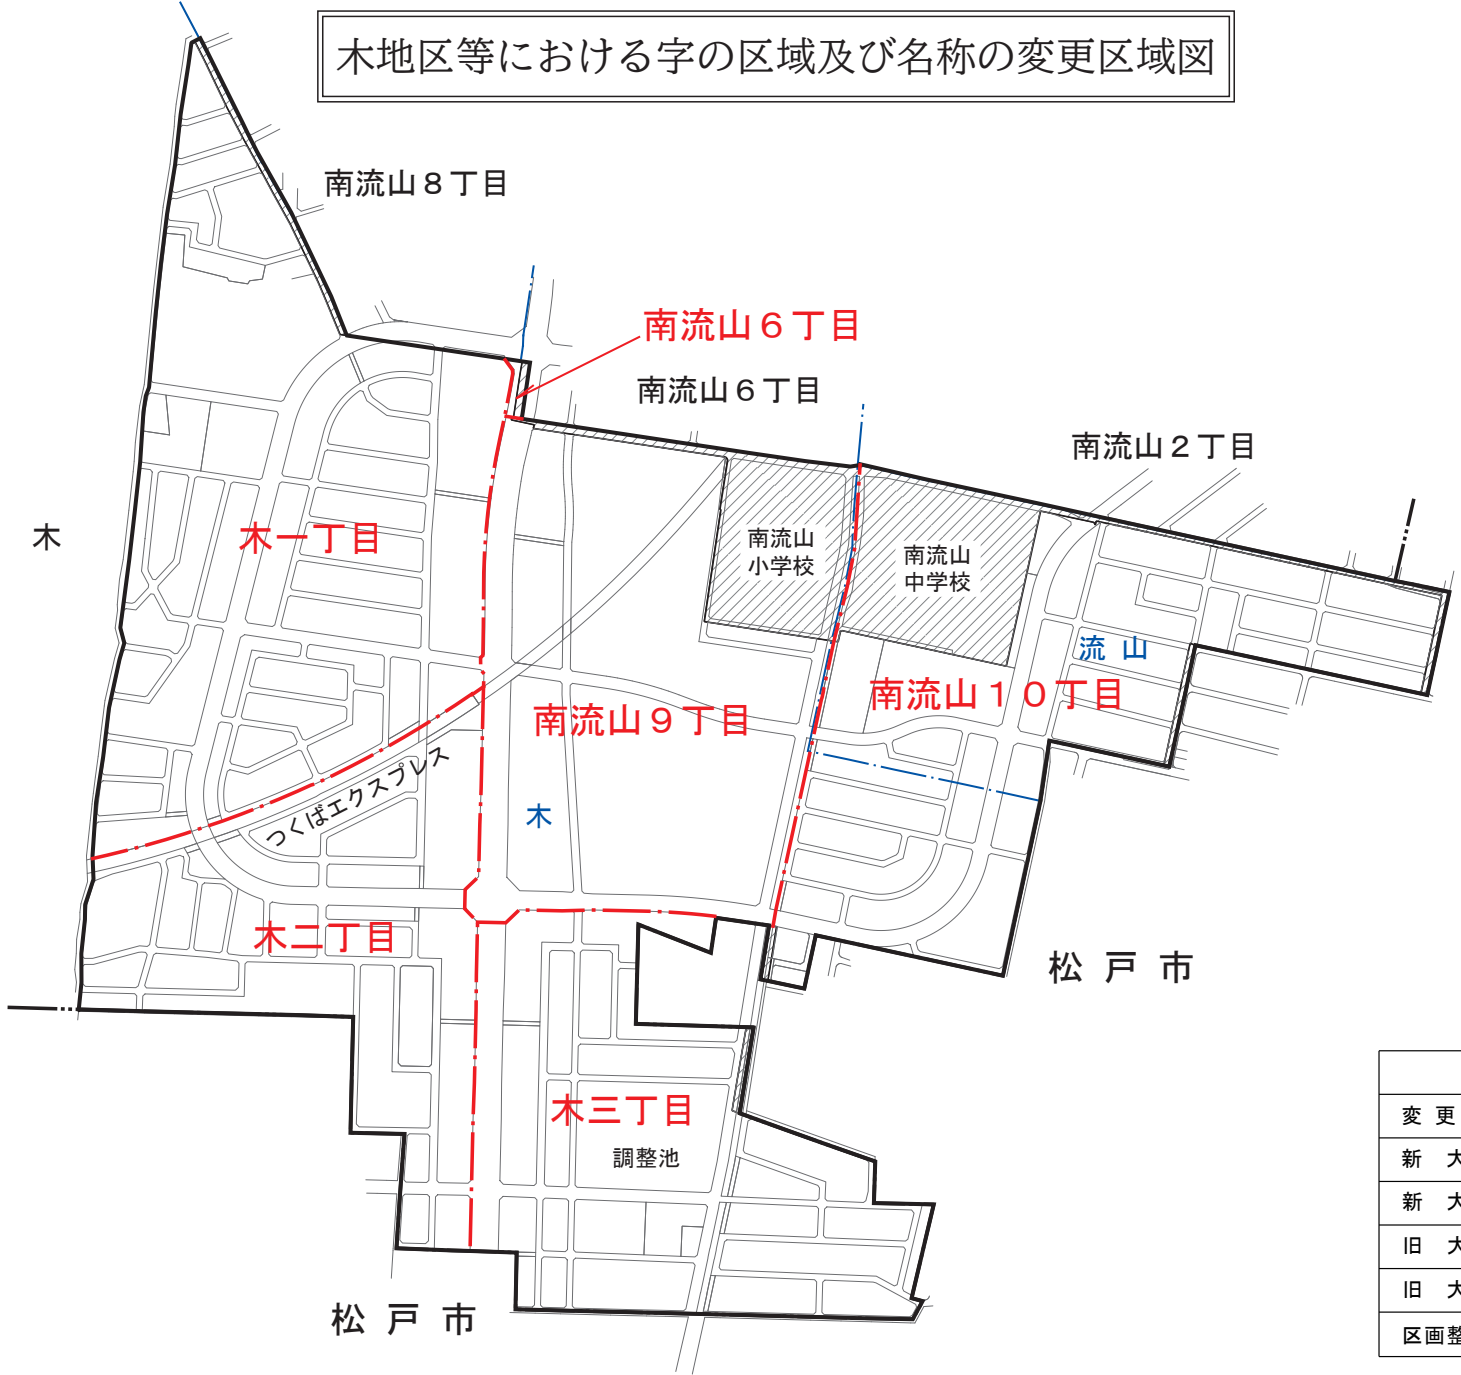 木地区等における字の区域及び名称の変更区域図
南流山８丁目
南流山６丁目
南流山６丁目
南流山２丁目
木
木一丁目
南流山
小学校
南流山
中学校
流 山
南流山９丁目
南流山１０丁目
つくばエクスプレス
木
木二丁目
松 戸 市
木三丁目
調整池
松 戸 市
変 更
新 大
新 大
旧 大
旧 大
区画整